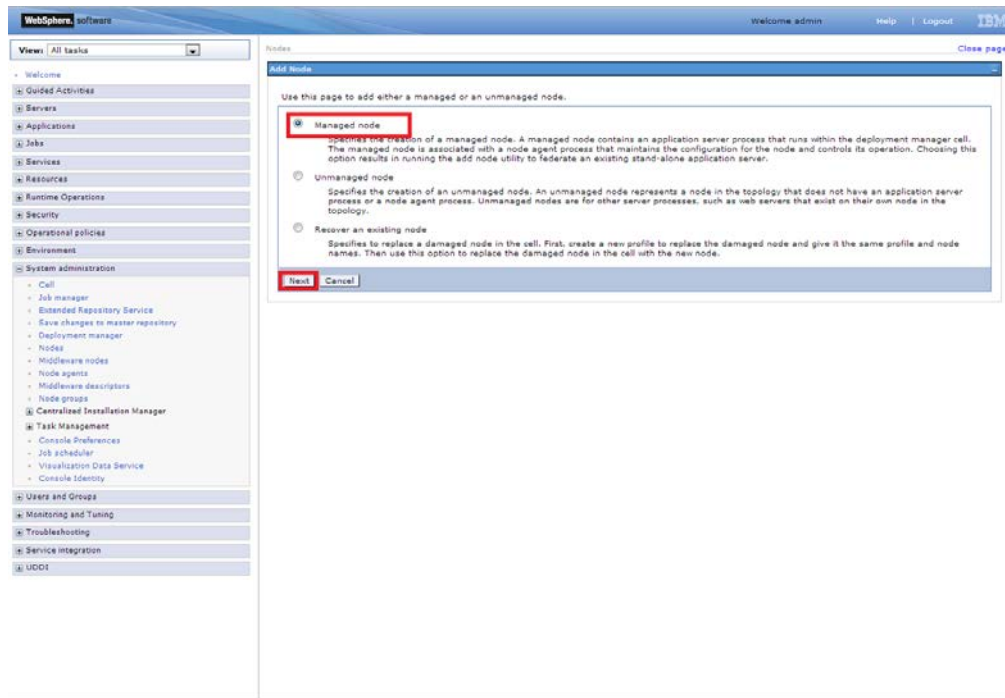 WebSphere. software
Welcome admin
Help | Logout
IBM
View: All tasks
Welcome
Guided Activities
Servers
Applications
Jobs
Services
Resources
Runtime Operations
Security
Operational policies
Environment
System administration
Cell
Job manager
Extended Repository Service
Save changes to master repository
Deployment manager
Nodes
Middleware nodes
Node agents
Middleware descriptors
Node groups
Centralized Installation Manager
Task Management
Console Preferences
Job scheduler
Visualization Data Service
Console Identity
Users and Groups
Monitoring and Tuning
Troubleshooting
Service integration
UDDI
Nodes
Close page
Add Node
Use this page to add either a managed or an unmanaged node.
Managed node
Specifies the creation of a managed node. A managed node contains an application server process that runs within the deployment manager cell.
The managed node is associated with a node agent process that maintains the configuration for the node and controls its operation. Choosing this
option results in running the add node utility to federate an existing stand-alone application server.
Unmanaged node
Specifies the creation of an unmanaged node. An unmanaged node represents a node in the topology that does not have an application server
process or a node agent process. Unmanaged nodes are for other server processes, such as web servers that exist on their own node in the
topology.
Recover an existing node
Specifies to replace a damaged node in the cell. First, create a new profile to replace the damaged node and give it the same profile and node
names. Then use this option to replace the damaged node in the cell with the new node.
Next Cancel